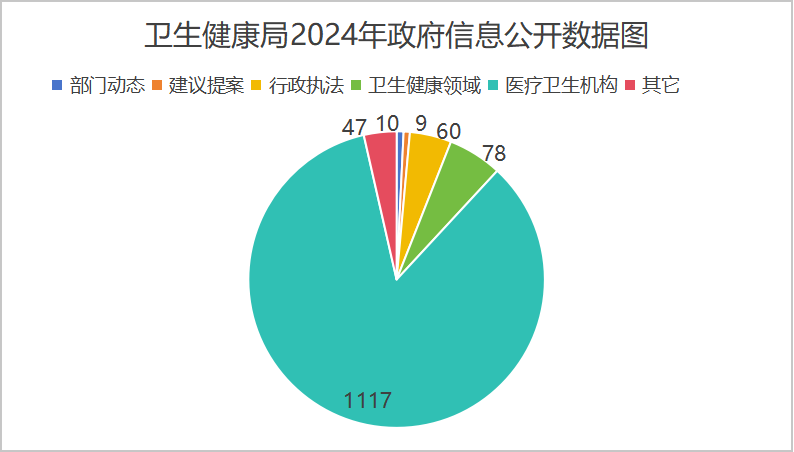 卫生健康局2024年政府信息公开数据图
部门动态 建议提案 行政执法 卫生健康领域 医疗卫生机构 其它
47 10 9 60
78
1117